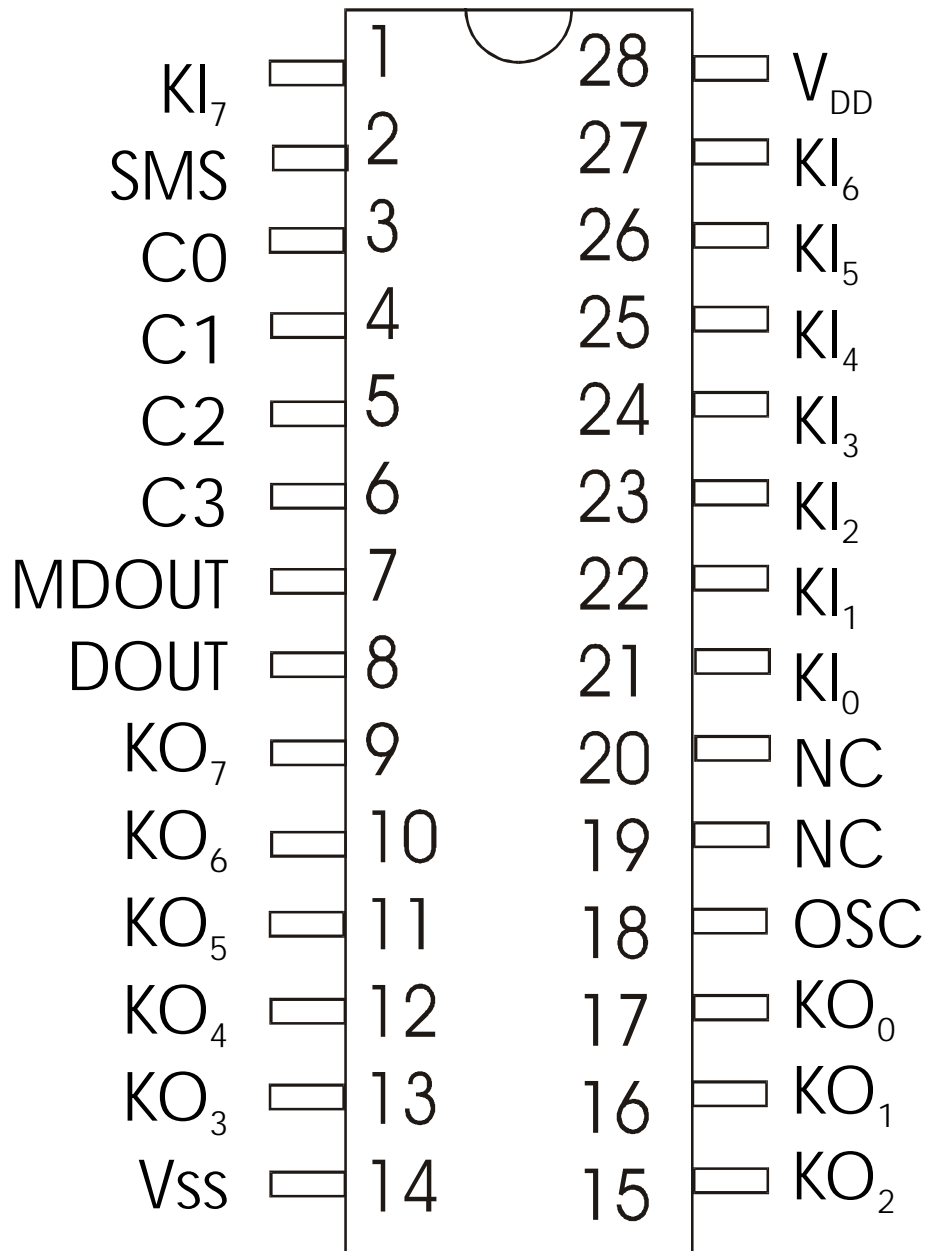 KI7 1 28 VDD
SMS 2 27 KI6
C0 3 26 KI5
C1 4 25 KI4
C2 5 24 KI3
C3 6 23 KI2
MDOUT 7 22 KI1
DOUT 8 21 KI0
KO7 9 20 NC
KO6 10 19 NC
KO5 11 18 OSC
KO4 12 17 KO0
KO3 13 16 KO1
Vss 14 15 KO2